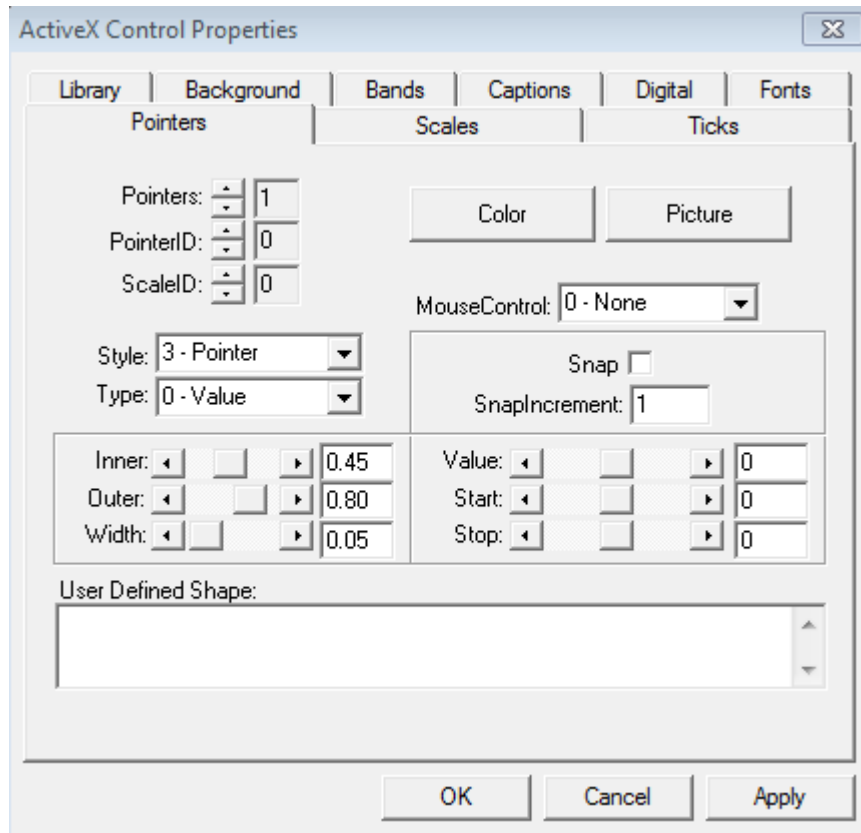 ActiveX Control Properties
Library Background Bands Captions Digital Fonts
Pointers Scales Ticks
Pointers: 1
PointerID: 0
ScaleID: 0
Color Picture
MouseControl: 0 - None
Style: 3 - Pointer
Type: 0 - Value
Snap
SnapIncrement: 1
Inner: 0.45
Outer: 0.80
Width: 0.05
Value: 0
Start: 0
Stop: 0
User Defined Shape:
OK Cancel Apply